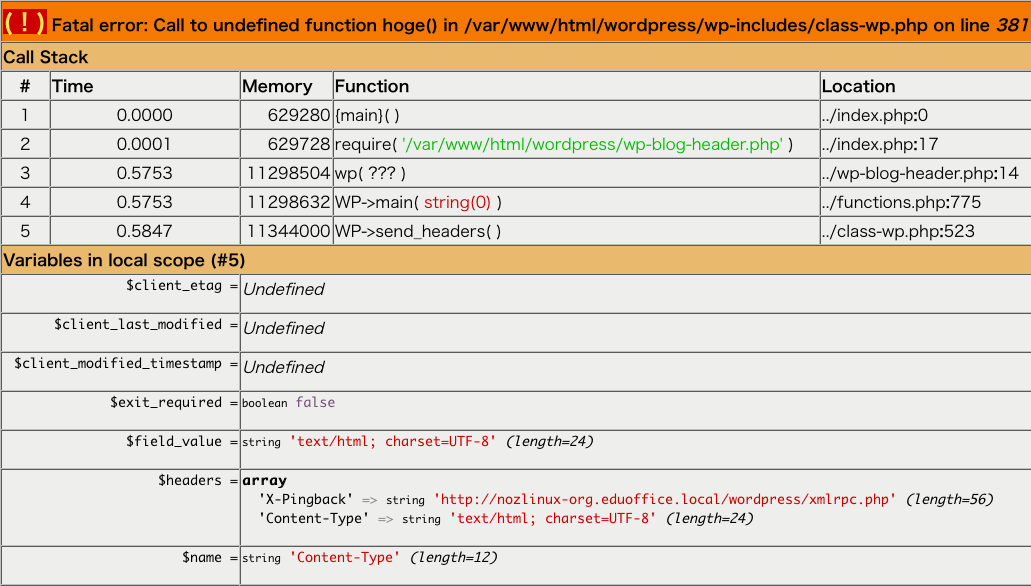 ( ! ) Fatal error: Call to undefined function hoge() in /var/www/html/wordpress/wp-includes/class-wp.php on line 381
Call Stack
# Time Memory Function Location
1 0.0000 629280 {main}( ) ../index.php:0
2 0.0001 629728 require( '/var/www/html/wordpress/wp-blog-header.php' ) ../index.php:17
3 0.5753 11298504 wp( ??? ) ../wp-blog-header.php:14
4 0.5753 11298632 WP->main( string(0) ) ../functions.php:775
5 0.5847 11344000 WP->send_headers( ) ../class-wp.php:523
Variables in local scope (#5)
$client_etag = Undefined
$client_last_modified = Undefined
$client_modified_timestamp = Undefined
$exit_required = boolean false
$field_value = string 'text/html; charset=UTF-8' (length=24)
$headers = array
'X-Pingback' => string 'http://nozlinux-org.eduoffice.local/wordpress/xmlrpc.php' (length=56)
'Content-Type' => string 'text/html; charset=UTF-8' (length=24)
$name = string 'Content-Type' (length=12)